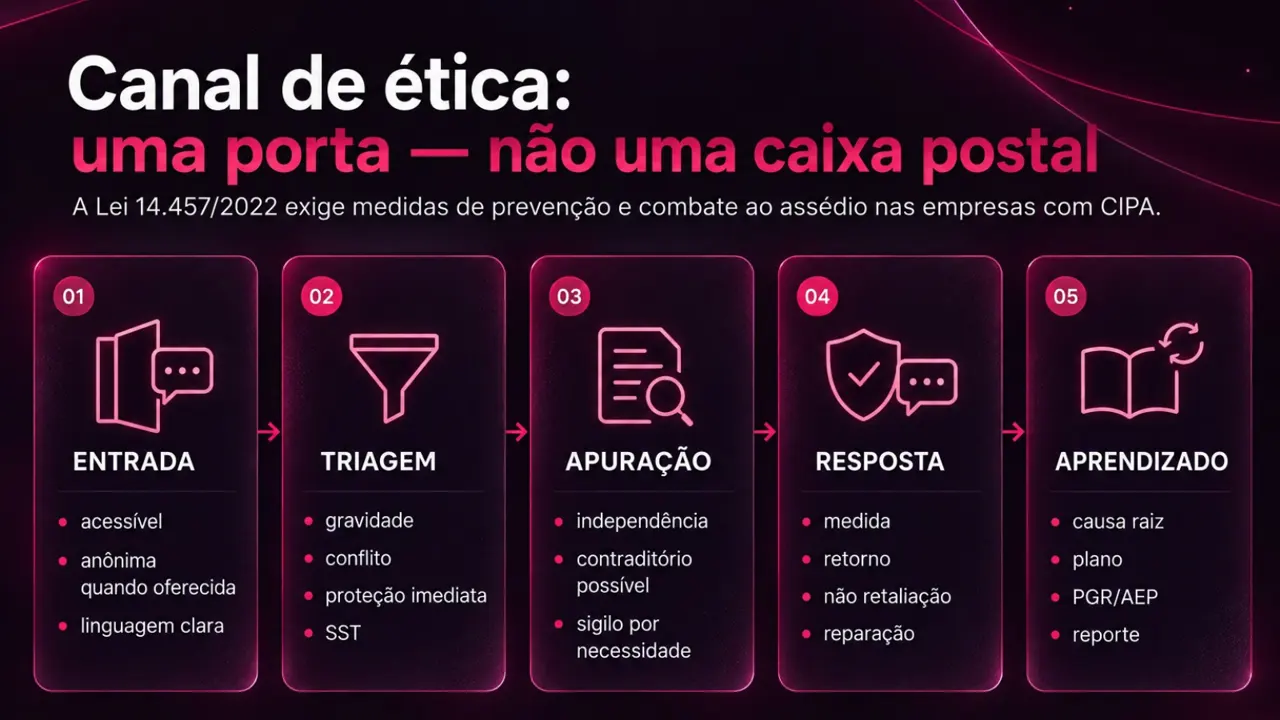 Canal de ética:
uma porta — não uma caixa postal
A Lei 14.457/2022 exige medidas de prevenção e combate ao assédio nas empresas com CIPA.
01
ENTRADA
acessível
anônima
quando oferecida
linguagem clara
02
TRIAGEM
gravidade
conflito
proteção imediata
SST
03
APURAÇÃO
independência
contraditório
possível
sigilo por
necessidade
04
RESPOSTA
medida
retorno
não retaliação
reparação
05
APRENDIZADO
causa raiz
plano
PGR/AEP
reporte